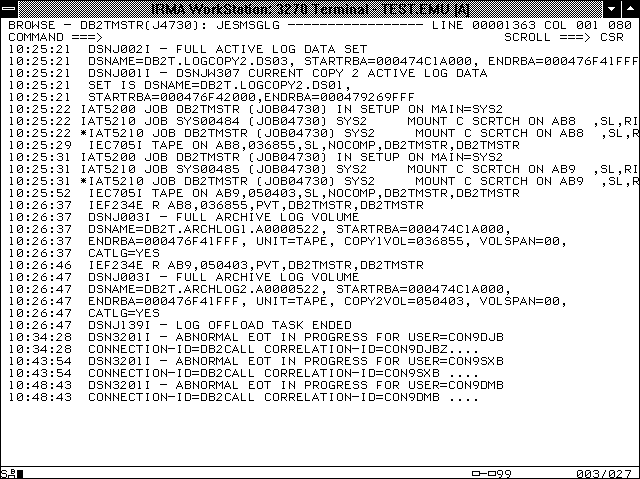 IRMA WorkStation: 3270 Terminal - TEST.EMU [A]
BROWSE - DB2TMSTR(J4730): JESMSGLG ------------------ LINE 00001363 COL 001 080
COMMAND ===> SCROLL ===> CSR
10:25:21 DSNJ002I - FULL ACTIVE LOG DATA SET
10:25:21 DSNAME=DB2T.LOGCOPY2.DS03, STARTRBA=000474C1A000, ENDRBA=000476F41FFF
10:25:21 DSNJ001I - DSNJW307 CURRENT COPY 2 ACTIVE LOG DATA
10:25:21 SET IS DSNAME=DB2T.LOGCOPY2.DS01,
10:25:21 STARTRBA=000476F42000,ENDRBA=000479269FFF
10:25:22 IAT5200 JOB DB2TMSTR (JOB04730) IN SETUP ON MAIN=SYS2
10:25:22 IAT5210 JOB SYS00484 (JOB04730) SYS2 MOUNT C SCRTCH ON AB8 ,SL,RI
10:25:22 *IAT5210 JOB DB2TMSTR (JOB04730) SYS2 MOUNT C SCRTCH ON AB8 ,SL,R
10:25:29 IEC705I TAPE ON AB8,036855,SL,NOCOMP,DB2TMSTR,DB2TMSTR
10:25:31 IAT5200 JOB DB2TMSTR (JOB04730) IN SETUP ON MAIN=SYS2
10:25:31 IAT5210 JOB SYS00485 (JOB04730) SYS2 MOUNT C SCRTCH ON AB9 ,SL,RI
10:25:31 *IAT5210 JOB DB2TMSTR (JOB04730) SYS2 MOUNT C SCRTCH ON AB9 ,SL,R
10:25:52 IEC705I TAPE ON AB9,050403,SL,NOCOMP,DB2TMSTR,DB2TMSTR
10:26:37 IEF234E R AB8,036855,PVT,DB2TMSTR,DB2TMSTR
10:26:37 DSNJ003I - FULL ARCHIVE LOG VOLUME
10:26:37 DSNAME=DB2T.ARCHLOG1.A0000522, STARTRBA=000474C1A000,
10:26:37 ENDRBA=000476F41FFF, UNIT=TAPE, COPY1VOL=036855, VOLSPAN=00,
10:26:37 CATLG=YES
10:26:46 IEF234E R AB9,050403,PVT,DB2TMSTR,DB2TMSTR
10:26:47 DSNJ003I - FULL ARCHIVE LOG VOLUME
10:26:47 DSNAME=DB2T.ARCHLOG2.A0000522, STARTRBA=000474C1A000,
10:26:47 ENDRBA=000476F41FFF, UNIT=TAPE, COPY2VOL=050403, VOLSPAN=00,
10:26:47 CATLG=YES
10:26:47 DSNJ139I - LOG OFFLOAD TASK ENDED
10:34:28 DSN3201I - ABNORMAL EOT IN PROGRESS FOR USER=CON9DJB
10:34:28 CONNECTION-ID=DB2CALL CORRELATION-ID=CON9DJBZ....
10:43:54 DSN3201I - ABNORMAL EOT IN PROGRESS FOR USER=CON9SXB
10:43:54 CONNECTION-ID=DB2CALL CORRELATION-ID=CON9SXB ....
10:48:43 DSN3201I - ABNORMAL EOT IN PROGRESS FOR USER=CON9DMB
10:48:43 CONNECTION-ID=DB2CALL CORRELATION-ID=CON9DMB ....
99 003/027